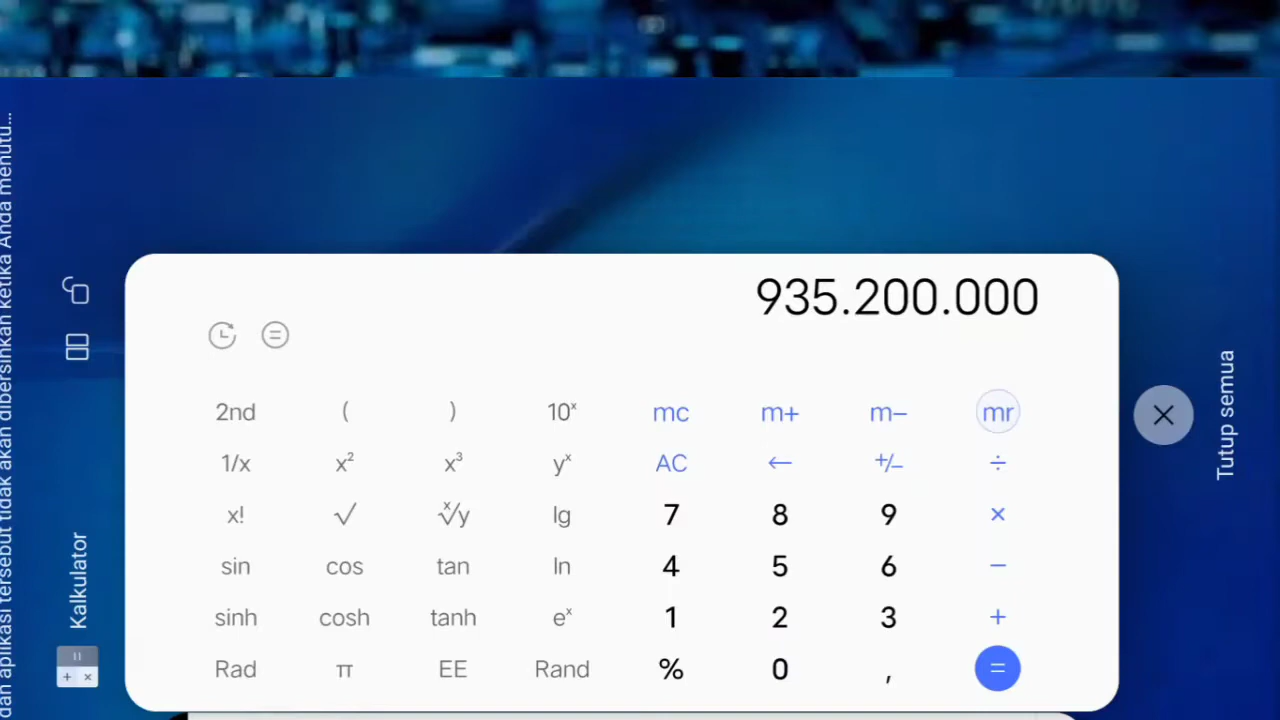 935.200.000
2nd ( ) 10ˣ mc m+ m− mr
1/x x² x³ yˣ AC ← +/− ÷
x! √ ˣ√y lg 7 8 9 ×
sin cos tan ln 4 5 6 −
sinh cosh tanh eˣ 1 2 3 +
Rad π EE Rand % 0 , =
Kalkulator
dan aplikasi tersebut tidak akan dibersinkan ketika Anda menutu...
Tutup semua